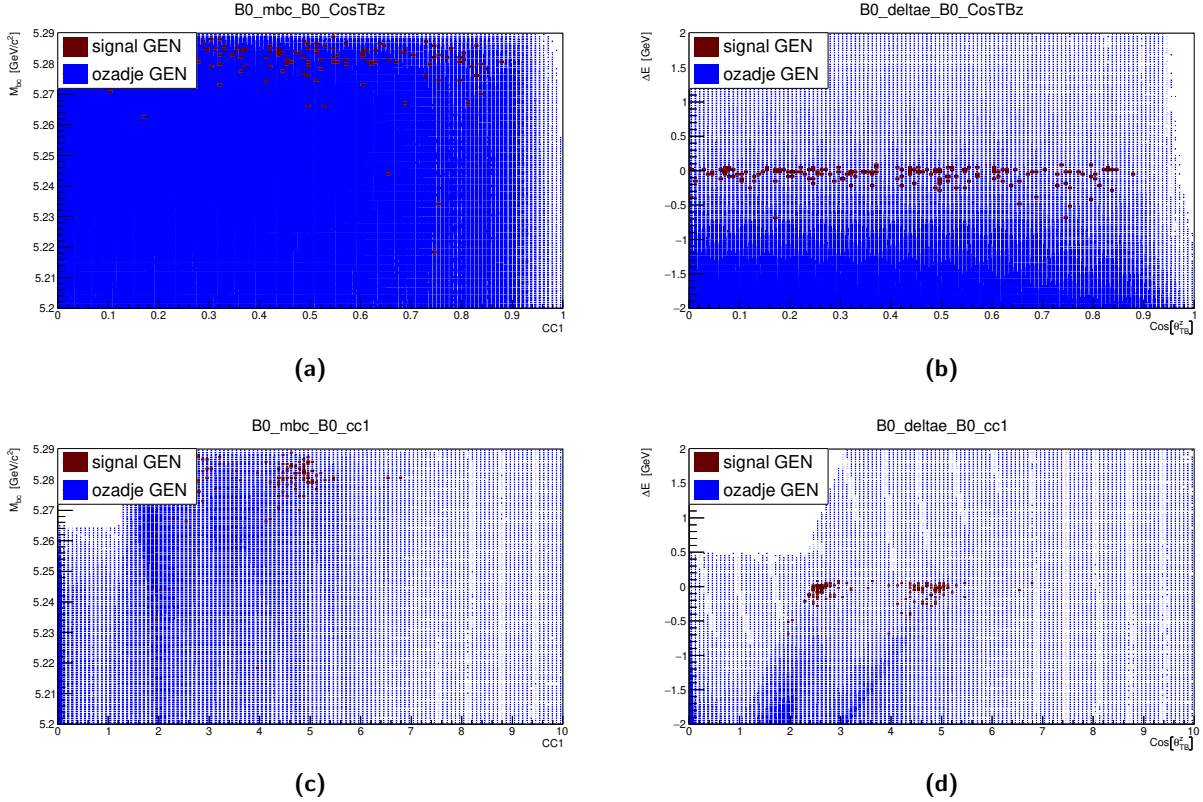 B0_mbc_B0_CosTBz
M_bc [GeV/c²]
signal GEN
ozadje GEN
5.29
5.28
5.27
5.26
5.25
5.24
5.23
5.22
5.21
5.2
0 0.1 0.2 0.3 0.4 0.5 0.6 0.7 0.8 0.9 1
CC1
(a)
B0_deltae_B0_CosTBz
ΔE [GeV]
signal GEN
ozadje GEN
2
1.5
1
0.5
0
−0.5
−1
−1.5
−2
0 0.1 0.2 0.3 0.4 0.5 0.6 0.7 0.8 0.9 1
Cos[θ^z_TB]
(b)
B0_mbc_B0_cc1
M_bc [GeV/c²]
signal GEN
ozadje GEN
5.29
5.28
5.27
5.26
5.25
5.24
5.23
5.22
5.21
5.2
0 1 2 3 4 5 6 7 8 9 10
CC1
(c)
B0_deltae_B0_cc1
ΔE [GeV]
signal GEN
ozadje GEN
2
1.5
1
0.5
0
−0.5
−1
−1.5
−2
0 1 2 3 4 5 6 7 8 9 10
Cos[θ^z_TB]
(d)